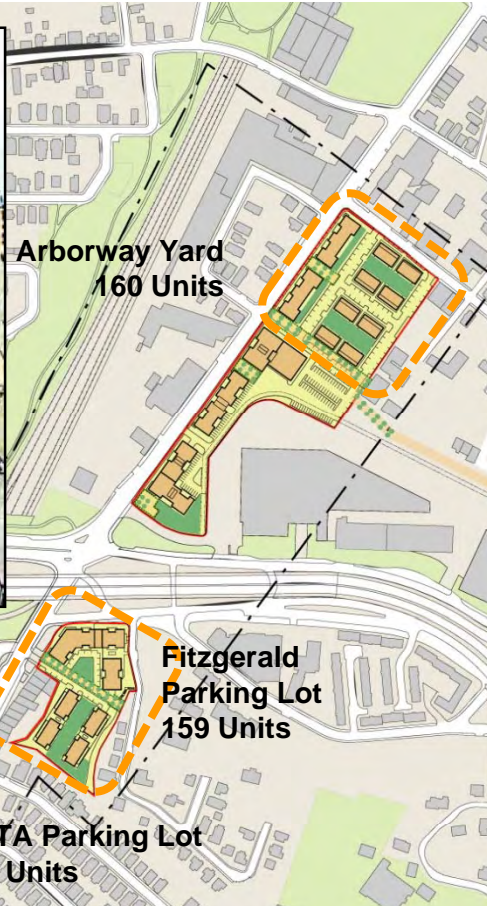 Arborway Yard
160 Units
Fitzgerald
Parking Lot
159 Units
TA Parking Lot
Units